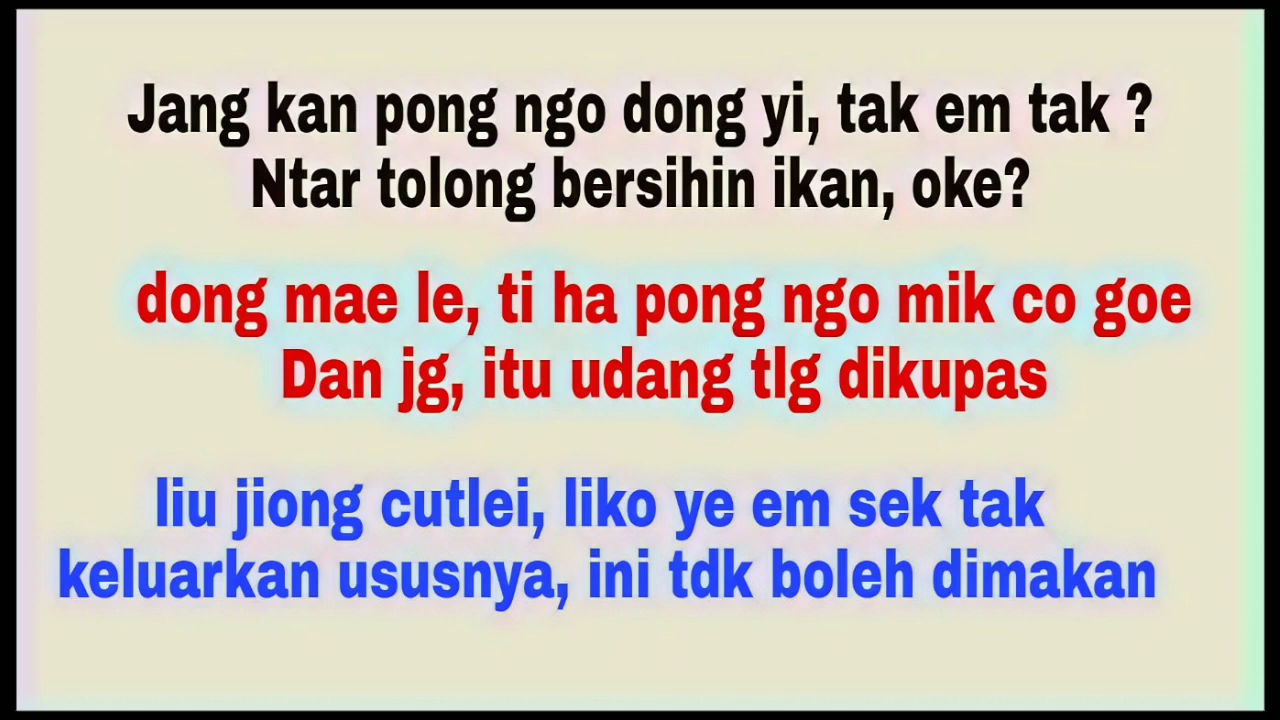 Jang kan pong ngo dong yi, tak em tak ?
Ntar tolong bersihin ikan, oke?
dong mae le, ti ha pong ngo mik co goe
Dan jg, itu udang tlg dikupas
liu jiong cutlei, liko ye em sek tak
keluarkan ususnya, ini tdk boleh dimakan